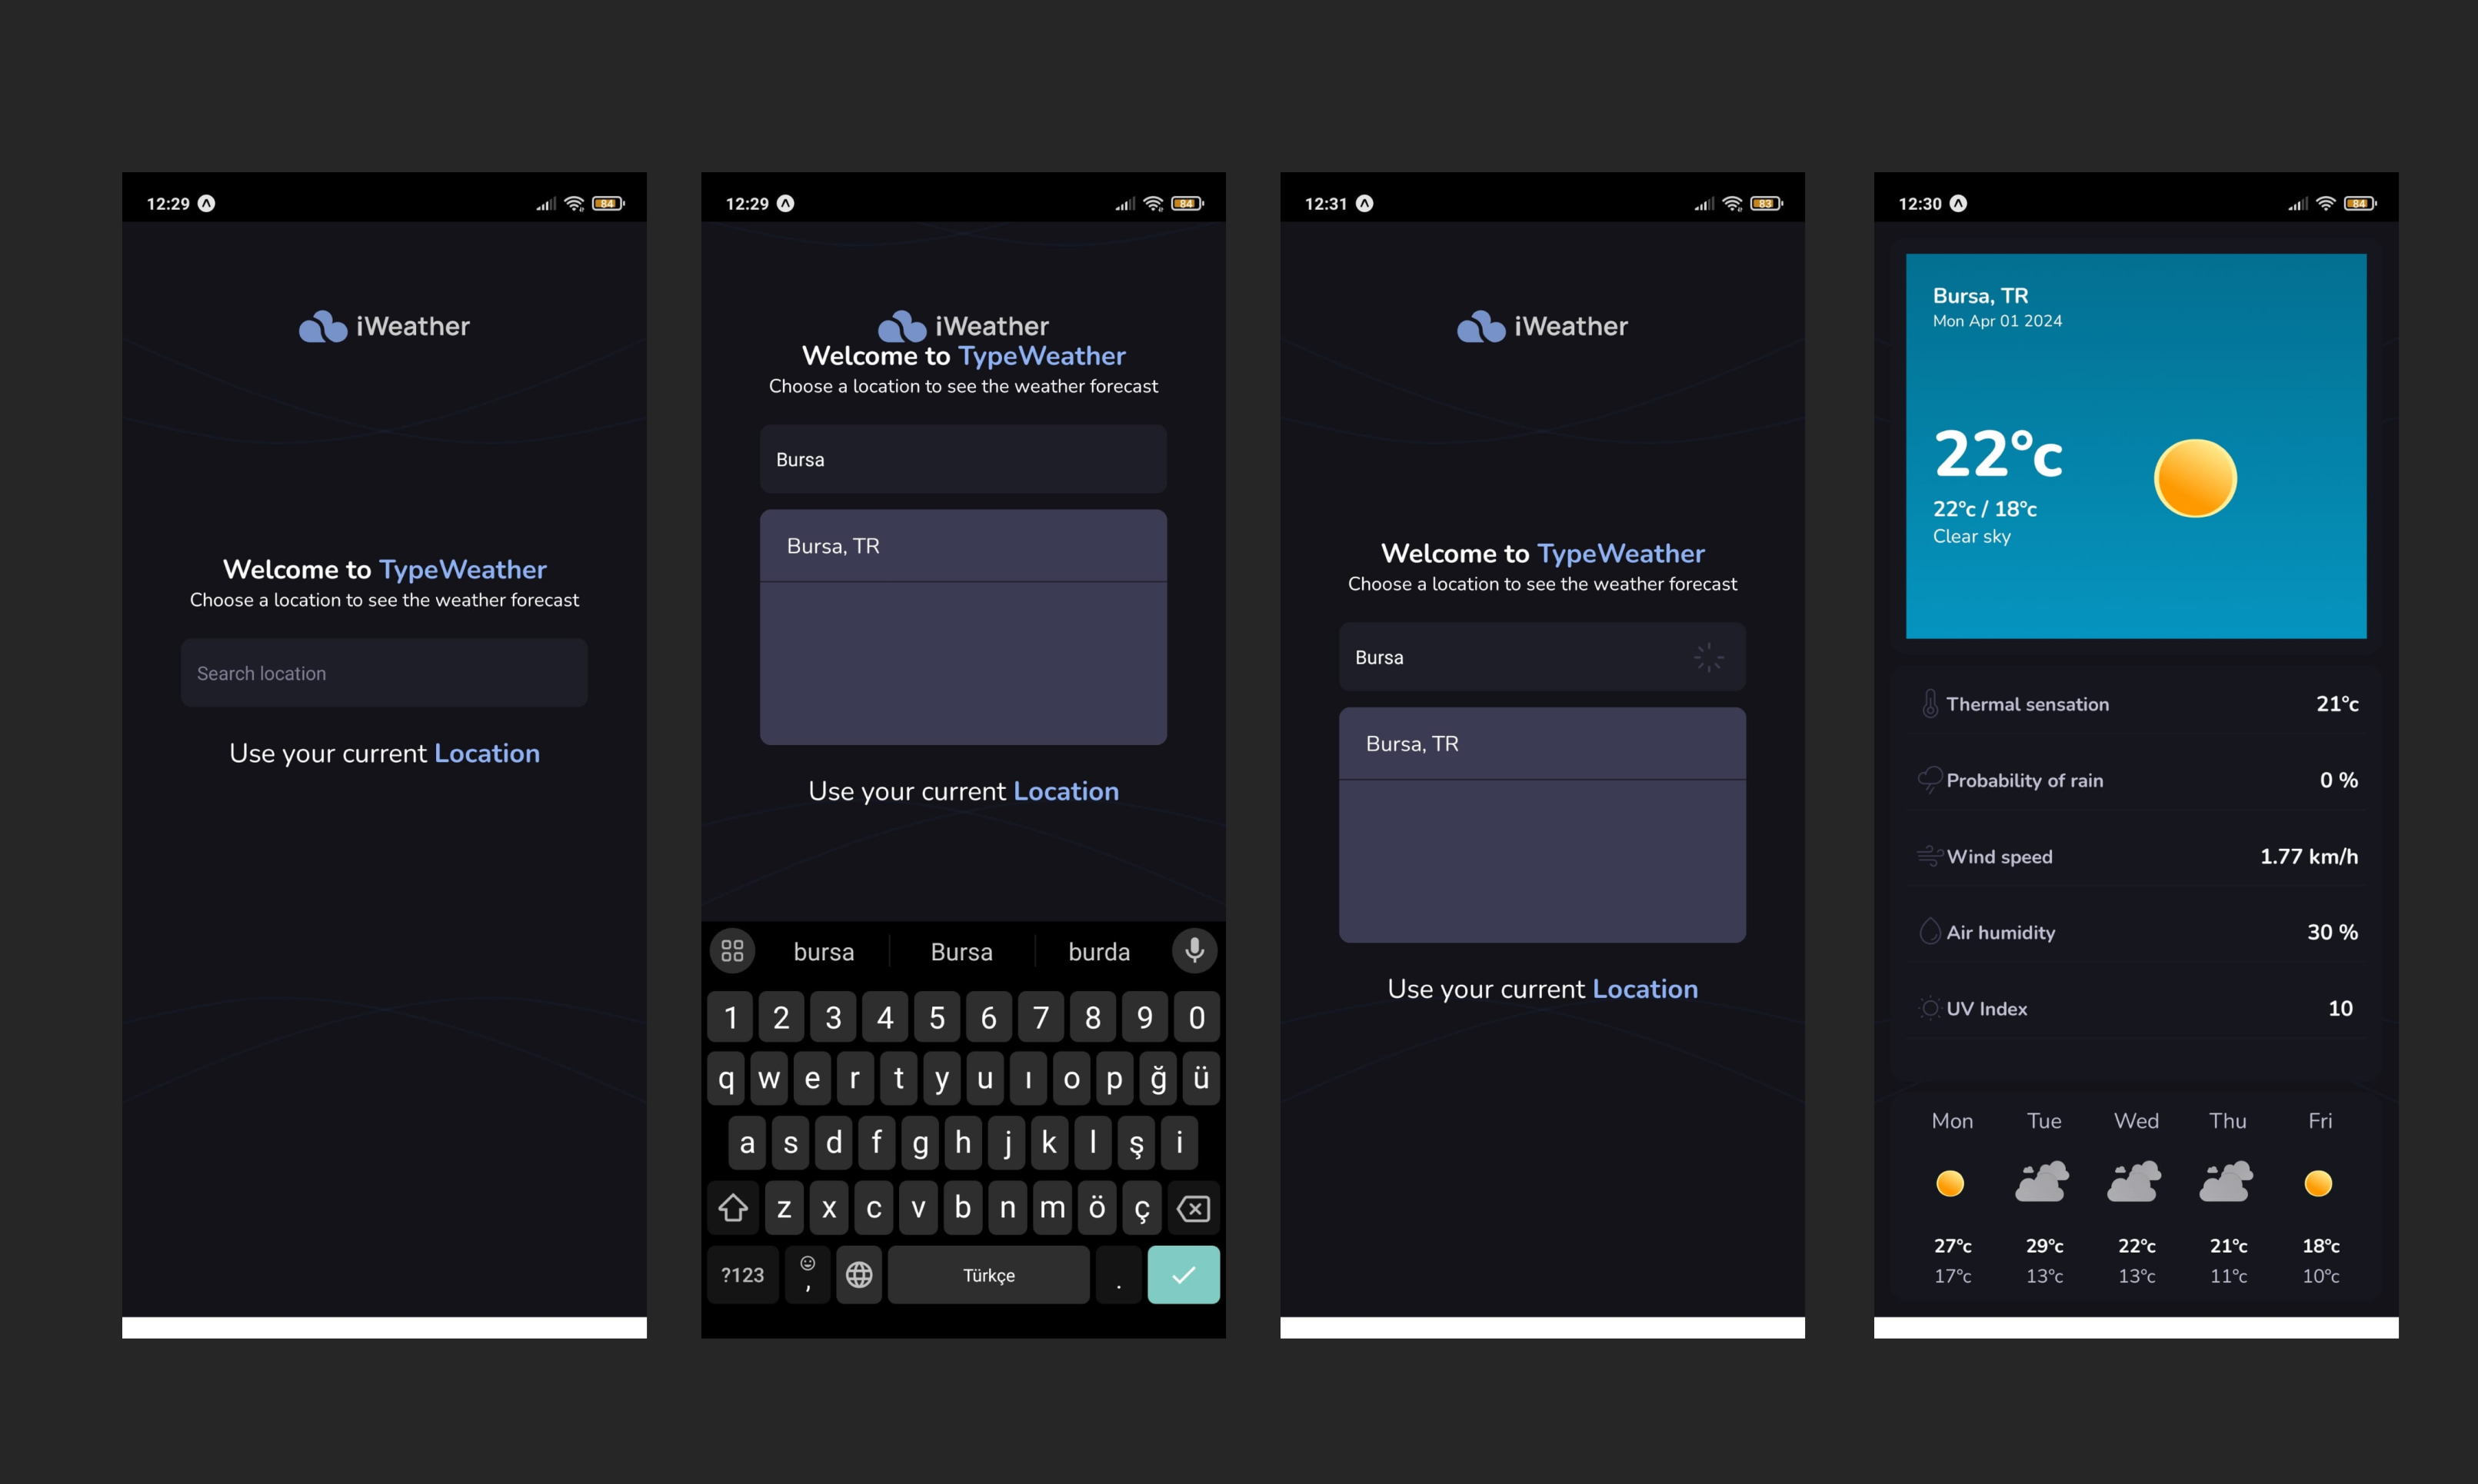 12:29
84
iWeather
Welcome to TypeWeather
Choose a location to see the weather forecast
Search location
Use your current Location
12:29
84
iWeather
Welcome to TypeWeather
Choose a location to see the weather forecast
Bursa
Bursa, TR
Use your current Location
bursa Bursa burda
1 2 3 4 5 6 7 8 9 0
q w e r t y u ı o p ğ ü
a s d f g h j k l ş i
z x c v b n m ö ç
?123 , Türkçe .
12:31
83
iWeather
Welcome to TypeWeather
Choose a location to see the weather forecast
Bursa
Bursa, TR
Use your current Location
12:30
84
Bursa, TR
Mon Apr 01 2024
22°c
22°c / 18°c
Clear sky
Thermal sensation 21°c
Probability of rain 0 %
Wind speed 1.77 km/h
Air humidity 30 %
UV Index 10
Mon Tue Wed Thu Fri
27°c 29°c 22°c 21°c 18°c
17°c 13°c 13°c 11°c 10°c